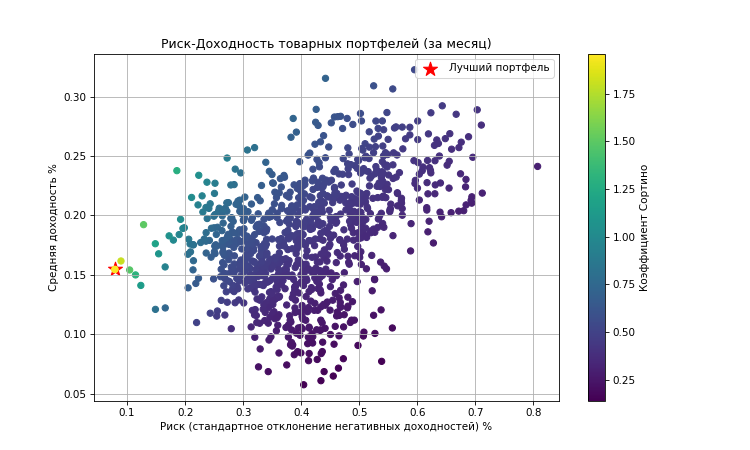 Риск-Доходность товарных портфелей (за месяц)
Лучший портфель
Средняя доходность %
0.30
0.25
0.20
0.15
0.10
0.05
0.1 0.2 0.3 0.4 0.5 0.6 0.7 0.8
Риск (стандартное отклонение негативных доходностей) %
1.75
1.50
1.25
1.00
0.75
0.50
0.25
Коэффициент Сортино